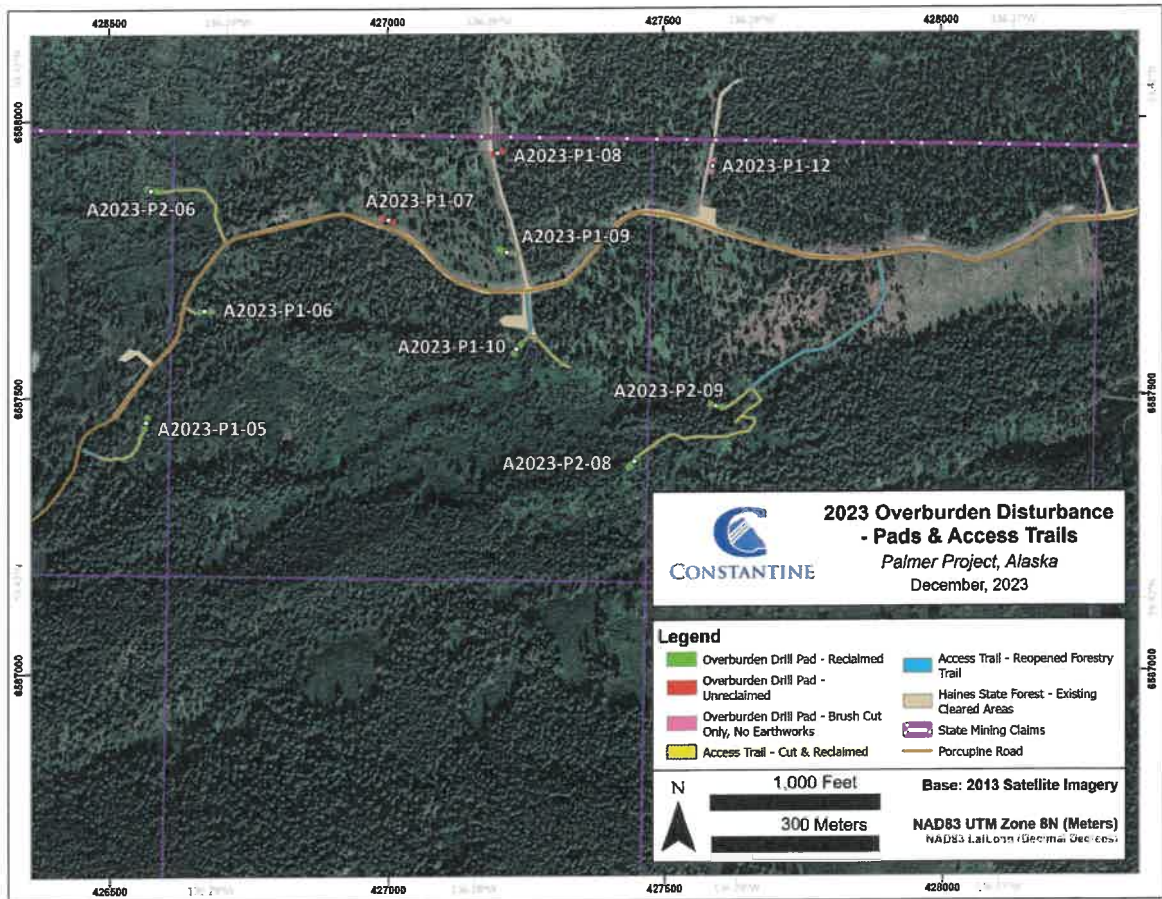 426500
427000
427500
428000
6588000
6588000
A2023-P1-08
A2023-P1-12
A2023-P2-06
A2023-P1-07
A2023-P1-09
A2023-P1-06
A2023-P1-10
6587500
6587500
A2023-P2-09
A2023-P1-05
A2023-P2-08
CONSTANTINE
2023 Overburden Disturbance
- Pads & Access Trails
Palmer Project, Alaska
December, 2023
6587000
6587000
Legend
Overburden Drill Pad - Reclaimed
Overburden Drill Pad -
Unreclaimed
Overburden Drill Pad - Brush Cut
Only, No Earthworks
Access Trail - Cut & Reclaimed
Access Trail - Reopened Forestry
Trail
Haines State Forest - Existing
Cleared Areas
State Mining Claims
Porcupine Road
N
1,000 Feet
300 Meters
Base: 2013 Satellite Imagery
NAD83 UTM Zone 8N (Meters)
426500
427000
427500
428000